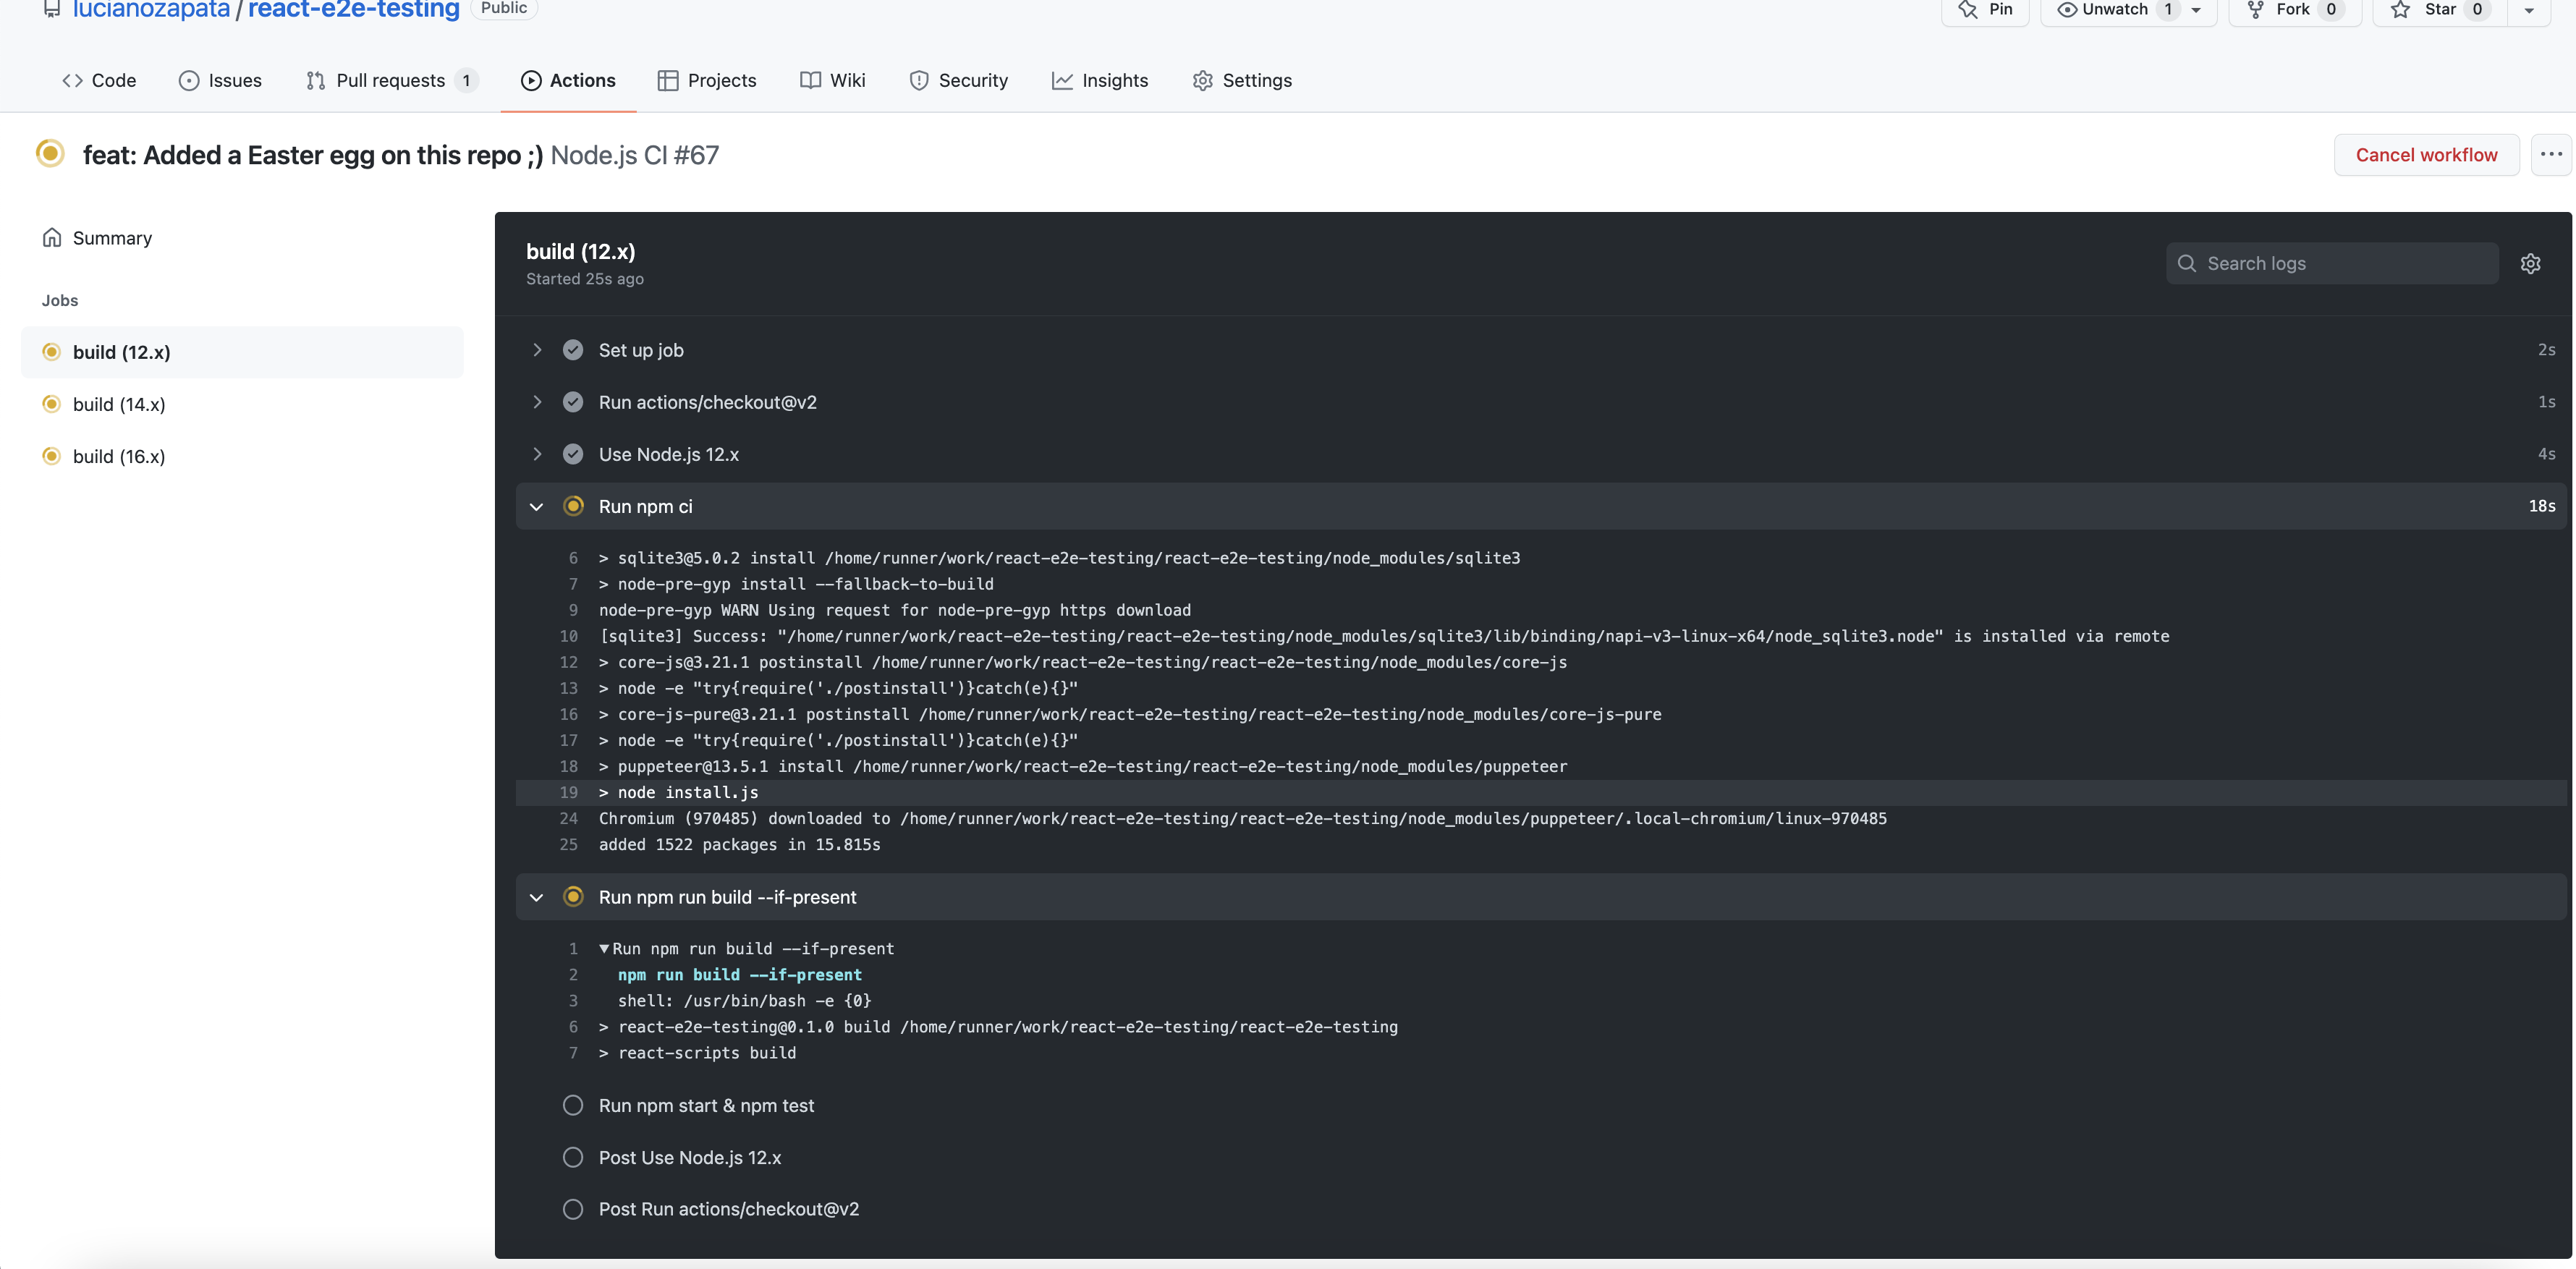 lucianozapata / react-e2e-testing Public
Pin Unwatch 1 Fork 0 Star 0
Code Issues Pull requests 1 Actions Projects Wiki Security Insights Settings
feat: Added a Easter egg on this repo ;) Node.js CI #67
Cancel workflow
Summary
Jobs
build (12.x)
build (14.x)
build (16.x)
build (12.x)
Started 25s ago
Search logs
Set up job 2s
Run actions/checkout@v2 1s
Use Node.js 12.x 4s
Run npm ci 18s
6 > sqlite3@5.0.2 install /home/runner/work/react-e2e-testing/react-e2e-testing/node_modules/sqlite3
7 > node-pre-gyp install --fallback-to-build
9 node-pre-gyp WARN Using request for node-pre-gyp https download
10 [sqlite3] Success: "/home/runner/work/react-e2e-testing/react-e2e-testing/node_modules/sqlite3/lib/binding/napi-v3-linux-x64/node_sqlite3.node" is installed via remote
12 > core-js@3.21.1 postinstall /home/runner/work/react-e2e-testing/react-e2e-testing/node_modules/core-js
13 > node -e "try{require('./postinstall')}catch(e){}"
16 > core-js-pure@3.21.1 postinstall /home/runner/work/react-e2e-testing/react-e2e-testing/node_modules/core-js-pure
17 > node -e "try{require('./postinstall')}catch(e){}"
18 > puppeteer@13.5.1 install /home/runner/work/react-e2e-testing/react-e2e-testing/node_modules/puppeteer
19 > node install.js
24 Chromium (970485) downloaded to /home/runner/work/react-e2e-testing/react-e2e-testing/node_modules/puppeteer/.local-chromium/linux-970485
25 added 1522 packages in 15.815s
Run npm run build --if-present
1 ▼Run npm run build --if-present
2 npm run build --if-present
3 shell: /usr/bin/bash -e {0}
6 > react-e2e-testing@0.1.0 build /home/runner/work/react-e2e-testing/react-e2e-testing
7 > react-scripts build
Run npm start & npm test
Post Use Node.js 12.x
Post Run actions/checkout@v2